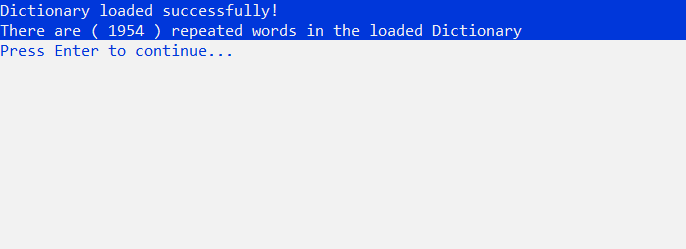 Dictionary loaded successfully!
There are ( 1954 ) repeated words in the loaded Dictionary
Press Enter to continue...